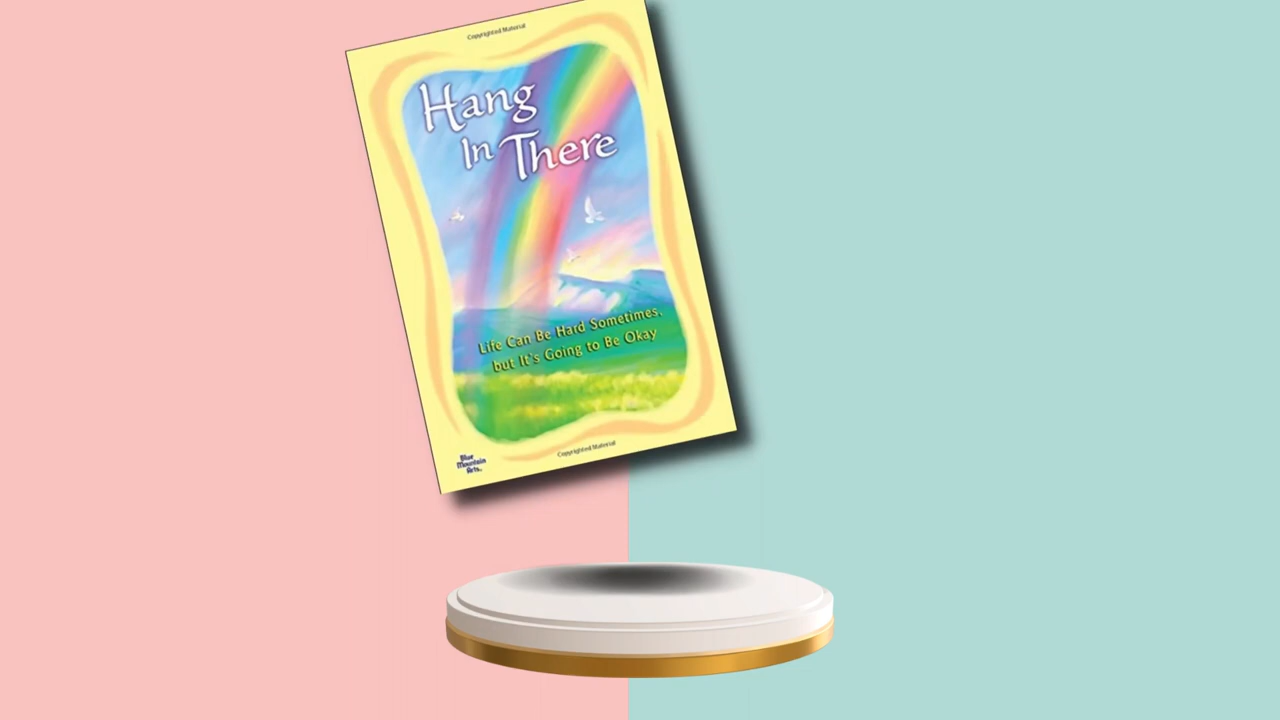 Copyrighted Material
Hang
In There
Life Can Be Hard Sometimes,
but It's Going to Be Okay
Copyrighted Material
Blue
Mountain
Arts™